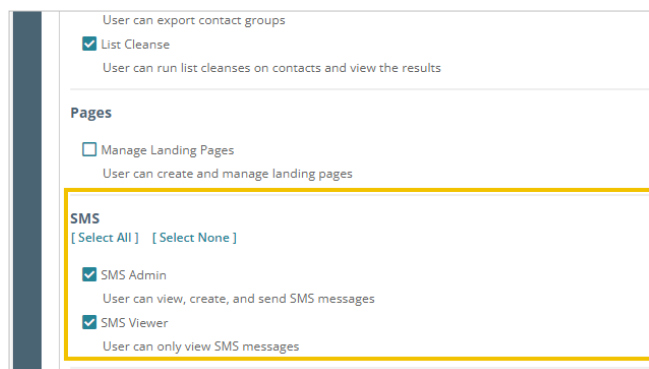 User can export contact groups
List Cleanse
User can run list cleanses on contacts and view the results
Pages
Manage Landing Pages
User can create and manage landing pages
SMS
[ Select All ] [ Select None ]
SMS Admin
User can view, create, and send SMS messages
SMS Viewer
User can only view SMS messages